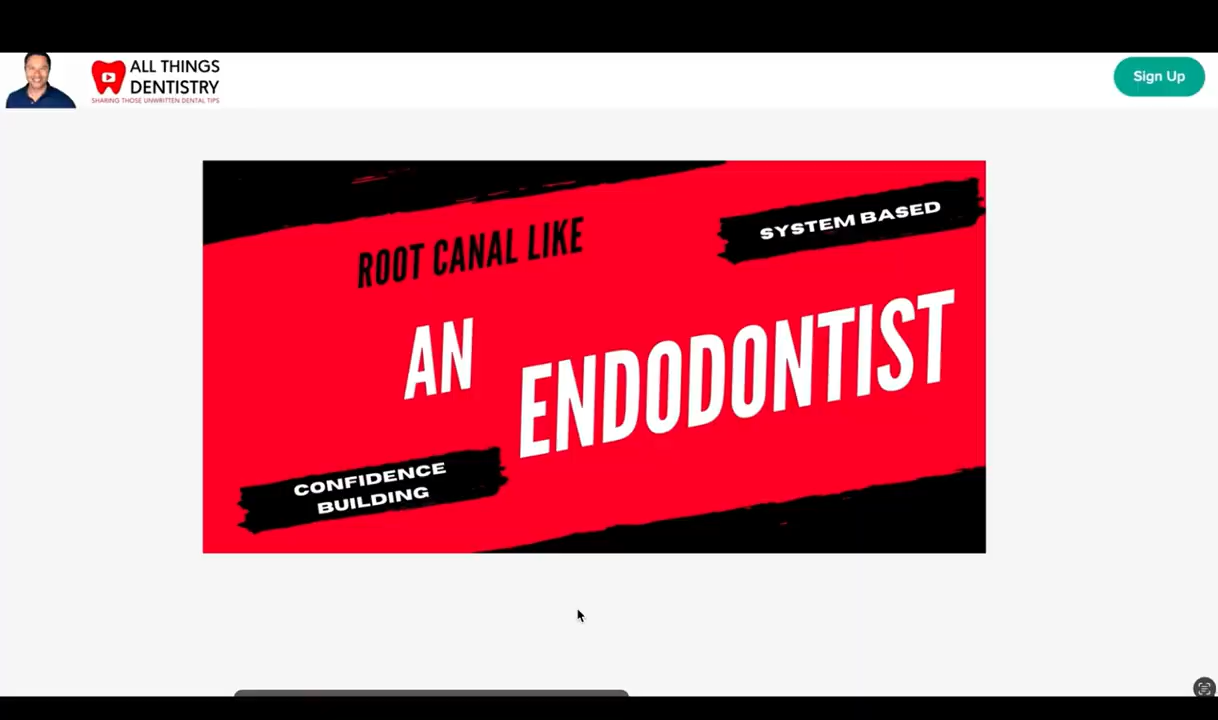 ALL THINGS
DENTISTRY
SHARING THOSE UNWRITTEN DENTAL TIPS
Sign Up
SYSTEM BASED
ROOT CANAL LIKE
AN
ENDODONTIST
CONFIDENCE
BUILDING